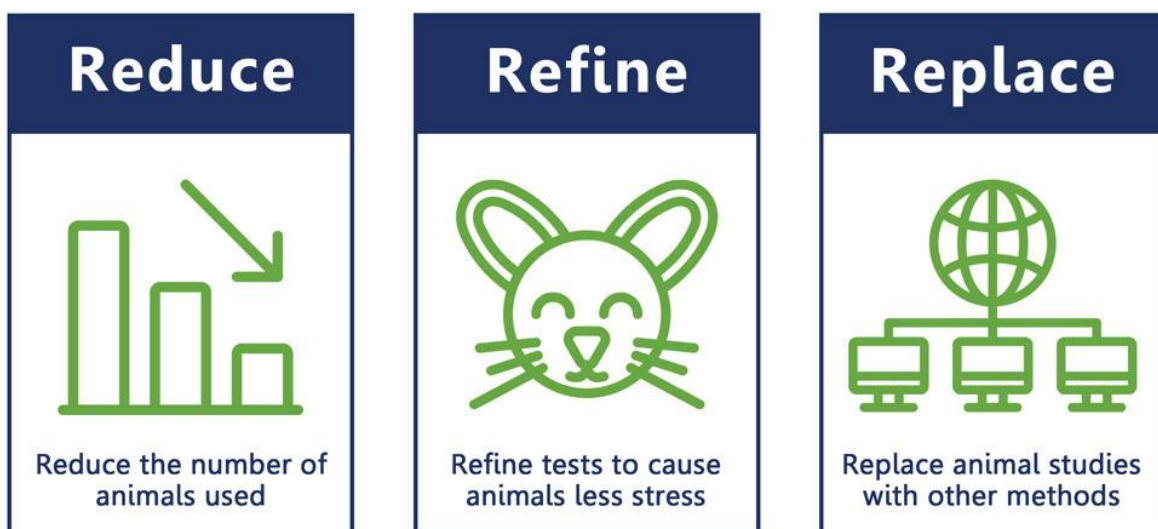 Reduce
Reduce the number of
animals used
Refine
Refine tests to cause
animals less stress
Replace
Replace animal studies
with other methods